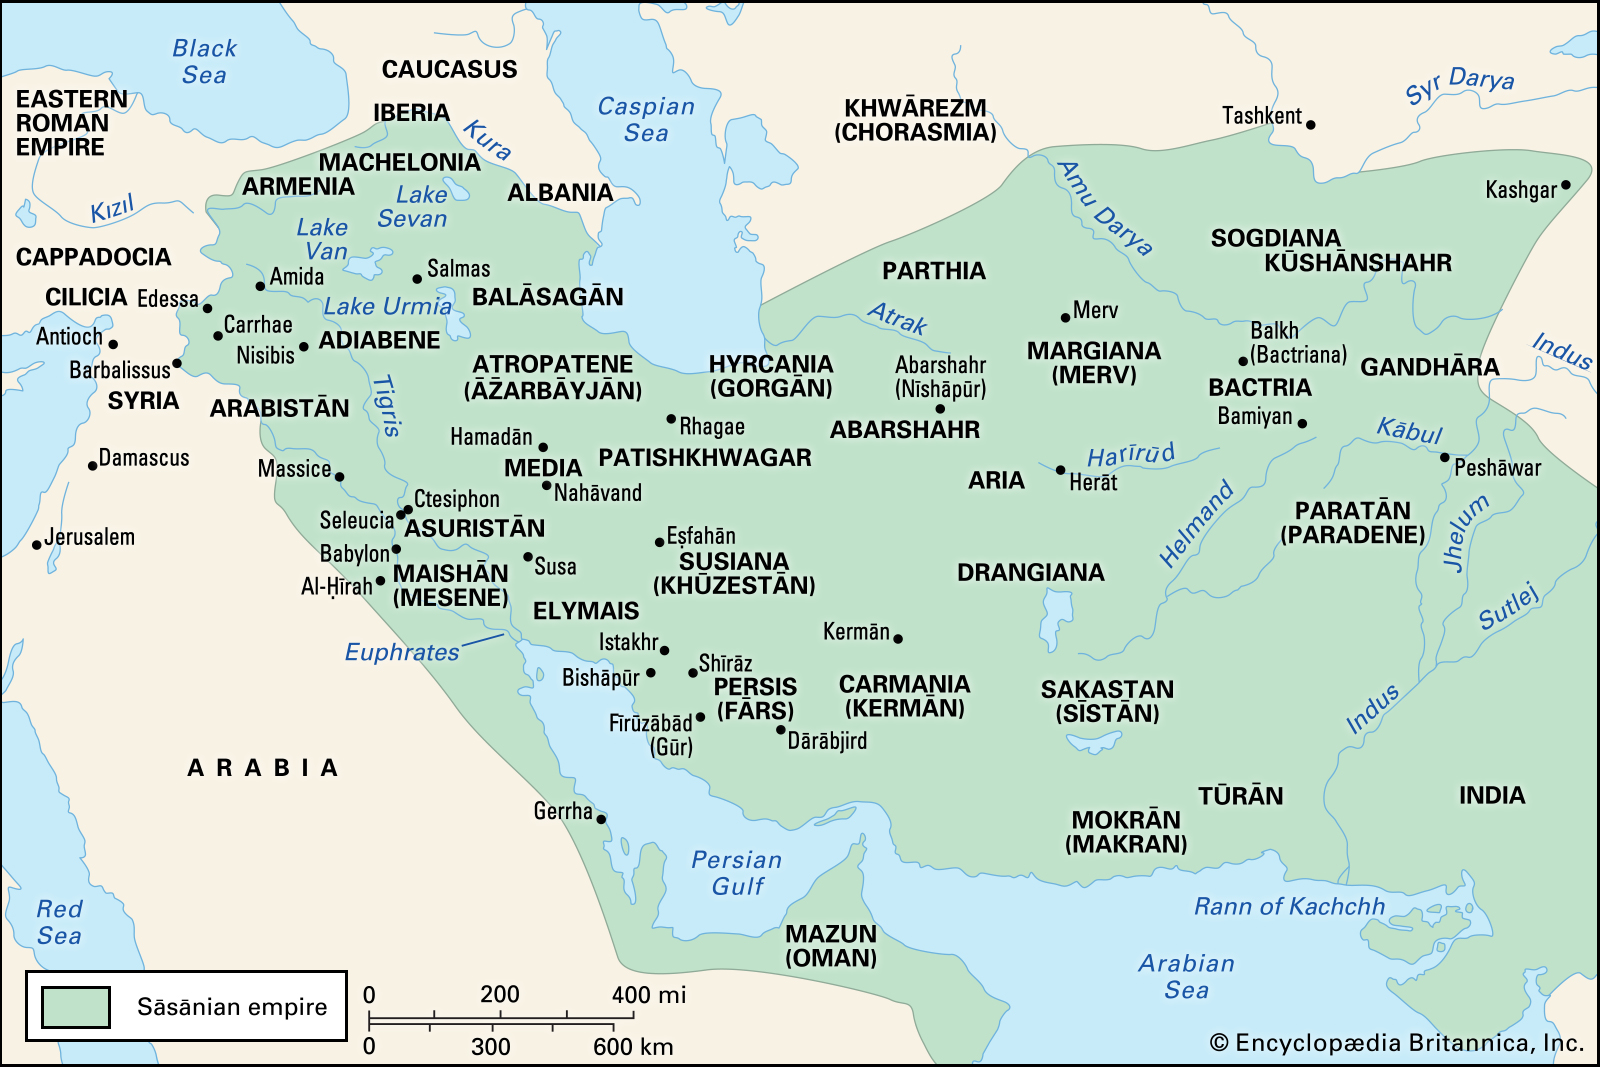 Black
Sea
CAUCASUS
EASTERN
ROMAN
EMPIRE
IBERIA
Kura
Caspian
Sea
KHWĀREZM
(CHORASMIA)
Tashkent
Syr Darya
MACHELONIA
ARMENIA
Lake
Sevan
ALBANIA
Amu Darya
Kashgar
Kızıl
Lake
Van
CAPPADOCIA
SOGDIANA
KŪSHĀNSHAHR
PARTHIA
Amida
Salmas
CILICIA
Edessa
Lake Urmia
BALĀSAGĀN
Atrak
Merv
Antioch
Carrhae
Nisibis
ADIABENE
Balkh
(Bactriana)
Indus
Barbalissus
ATROPATENE
(ĀŽARBĀYJĀN)
HYRCANIA
(GORGĀN)
Abarshahr
(Nīshāpūr)
MARGIANA
(MERV)
GANDHĀRA
BACTRIA
SYRIA
ARABISTĀN
Tigris
Rhagae
ABARSHAHR
Bamiyan
Kābul
Hamadān
MEDIA
PATISHKHWAGAR
Harīrūd
Damascus
Massice
Nahāvand
ARIA
Herāt
Peshāwar
Ctesiphon
Seleucia
ASURISTĀN
Helmand
PARATĀN
(PARADENE)
Jhelum
Jerusalem
Babylon
Eşfahān
Susa
SUSIANA
(KHŪZESTĀN)
Al-Ḥīrah
MAISHĀN
(MESENE)
DRANGIANA
Sutlej
ELYMAIS
Euphrates
Istakhr
Kermān
Bishāpūr
Shīrāz
PERSIS
(FĀRS)
CARMANIA
(KERMĀN)
SAKASTAN
(SĪSTĀN)
Indus
Fīrūzābād
(Gūr)
Dārābjird
ARABIA
TŪRĀN
INDIA
Gerrha
MOKRĀN
(MAKRAN)
Persian
Gulf
Red
Sea
Rann of Kachchh
MAZUN
(OMAN)
Arabian
Sea
Sāsānian empire
0 200 400 mi
0 300 600 km
© Encyclopædia Britannica, Inc.